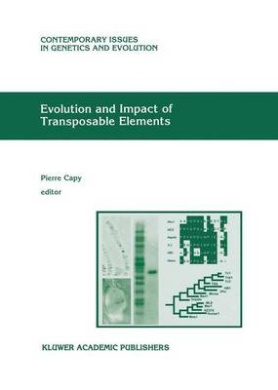 CONTEMPORARY ISSUES
IN GENETICS AND EVOLUTION
Evolution and Impact of
Transposable Elements
Pierre Capy
editor
KLUWER ACADEMIC PUBLISHERS